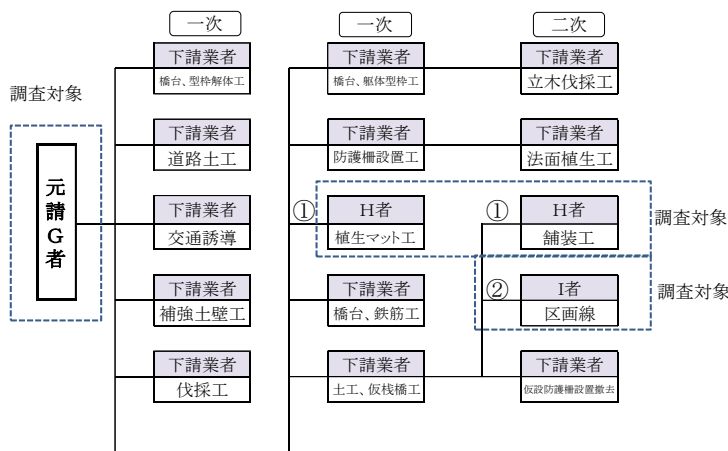 一次
一次
二次
下請業者
橋台、型枠解体工
下請業者
橋台、躯体型枠工
下請業者
立木伐採工
調査対象
下請業者
道路土工
下請業者
防護柵設置工
下請業者
法面植生工
元請G者
下請業者
交通誘導
①
H者
植生マット工
①
H者
舗装工
調査対象
下請業者
補強土壁工
下請業者
橋台、鉄筋工
②
I者
区画線
調査対象
下請業者
伐採工
下請業者
土工、仮桟橋工
下請業者
仮設防護柵設置撤去